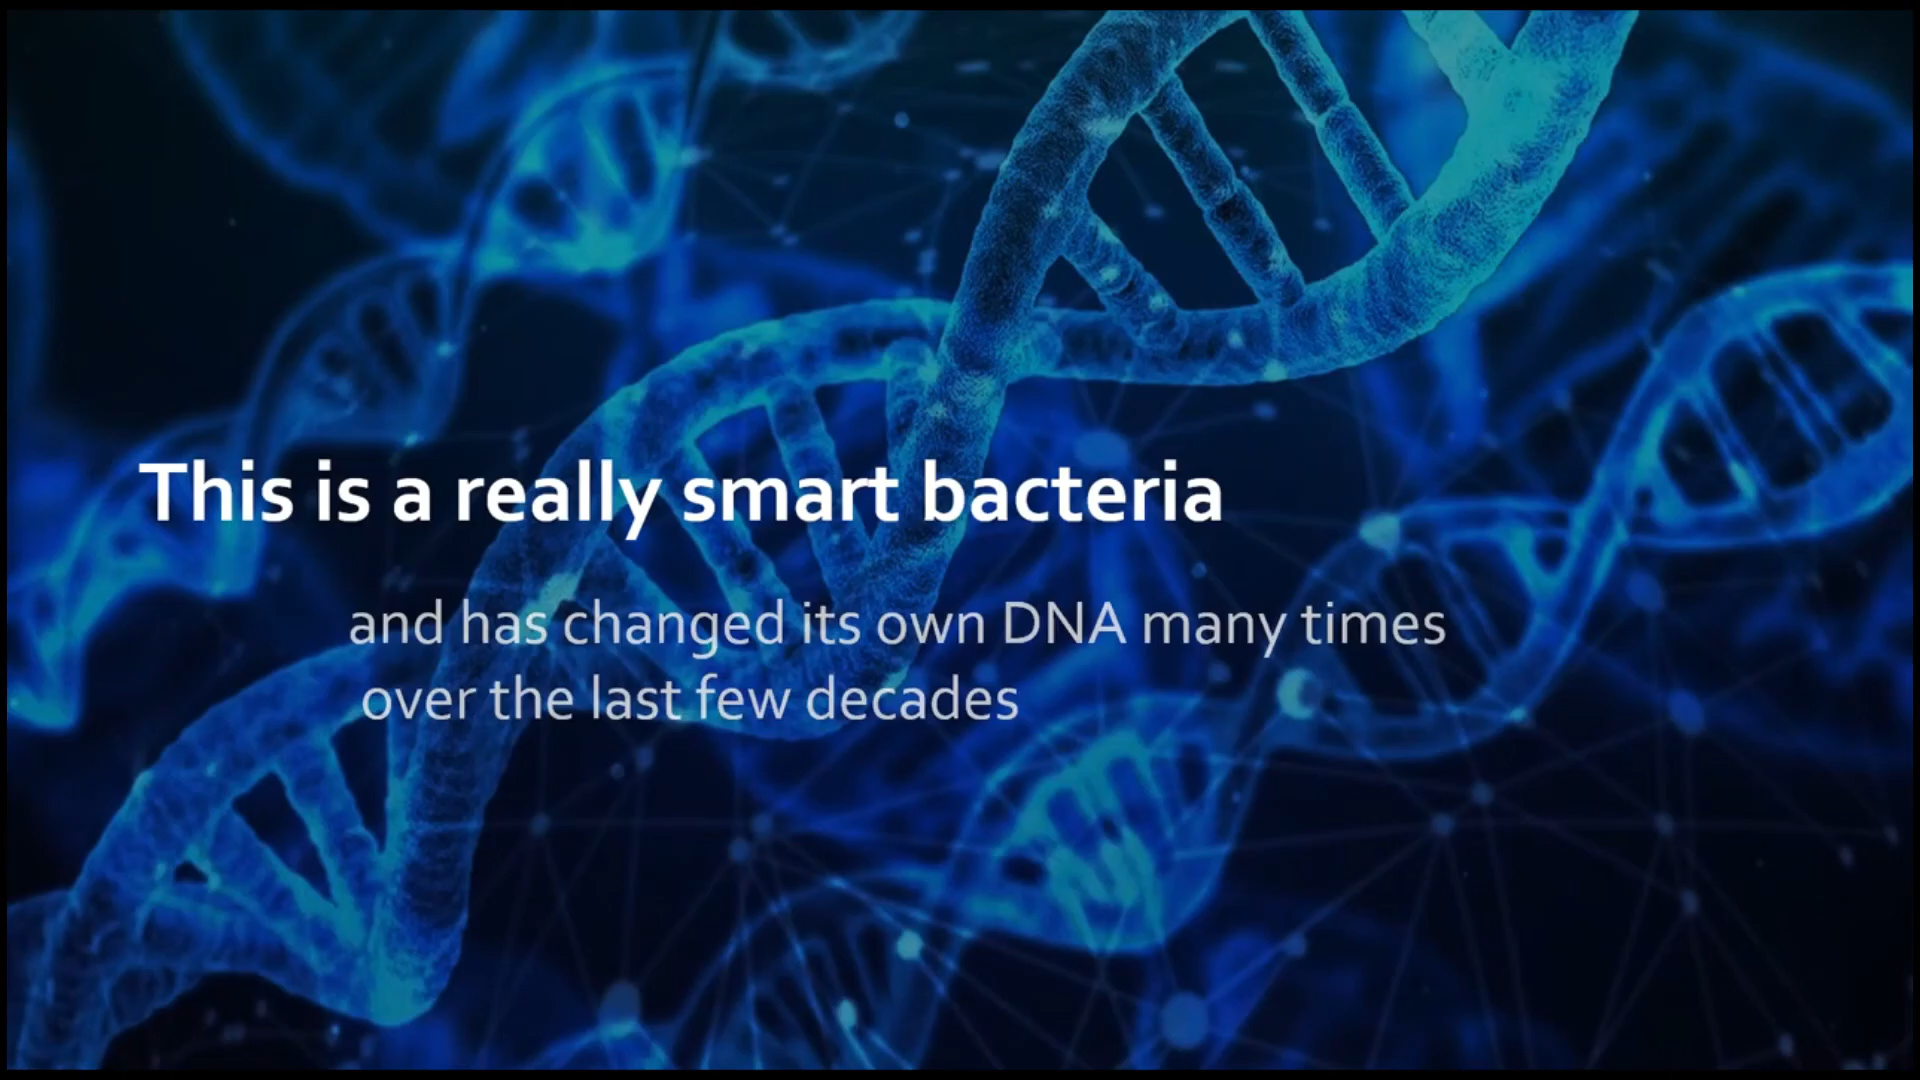 This is a really smart bacteria
and has changed its own DNA many times
over the last few decades